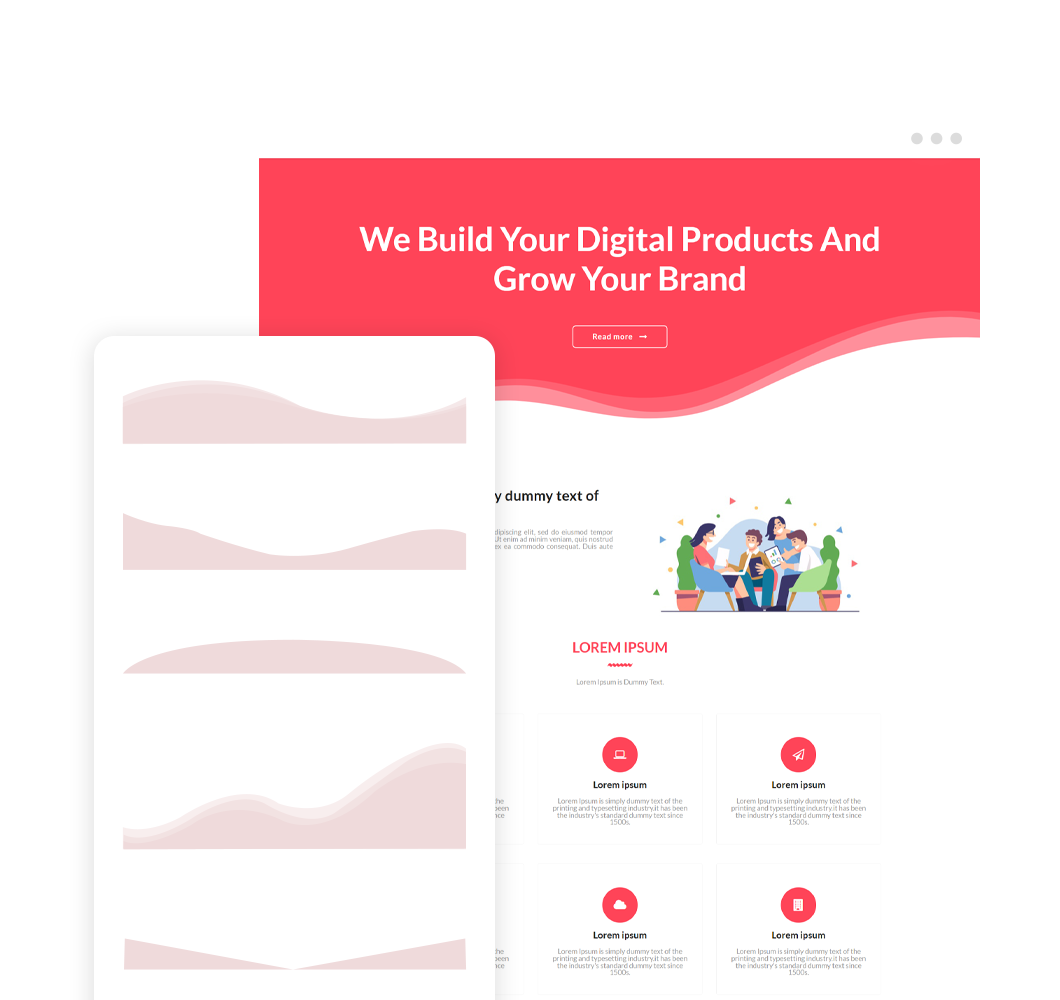 We Build Your Digital Products And
Grow Your Brand
Read more
y dummy text of
dipiscing elit, sed do eiusmod tempor
Ut enim ad minim veniam, quis nostrud
ex ea commodo consequat. Duis aute
LOREM IPSUM
Lorem Ipsum is Dummy Text.
Lorem ipsum
Lorem Ipsum is simply dummy text of the
printing and typesetting industry.it has been
the industry's standard dummy text since
1500s.
Lorem ipsum
Lorem Ipsum is simply dummy text of the
printing and typesetting industry.it has been
the industry's standard dummy text since
1500s.
he
been
nce
Lorem ipsum
Lorem Ipsum is simply dummy text of the
printing and typesetting industry.it has been
the industry's standard dummy text since
1500s.
Lorem ipsum
Lorem Ipsum is simply dummy text of the
printing and typesetting industry.it has been
the industry's standard dummy text since
1500s.
he
been
nce